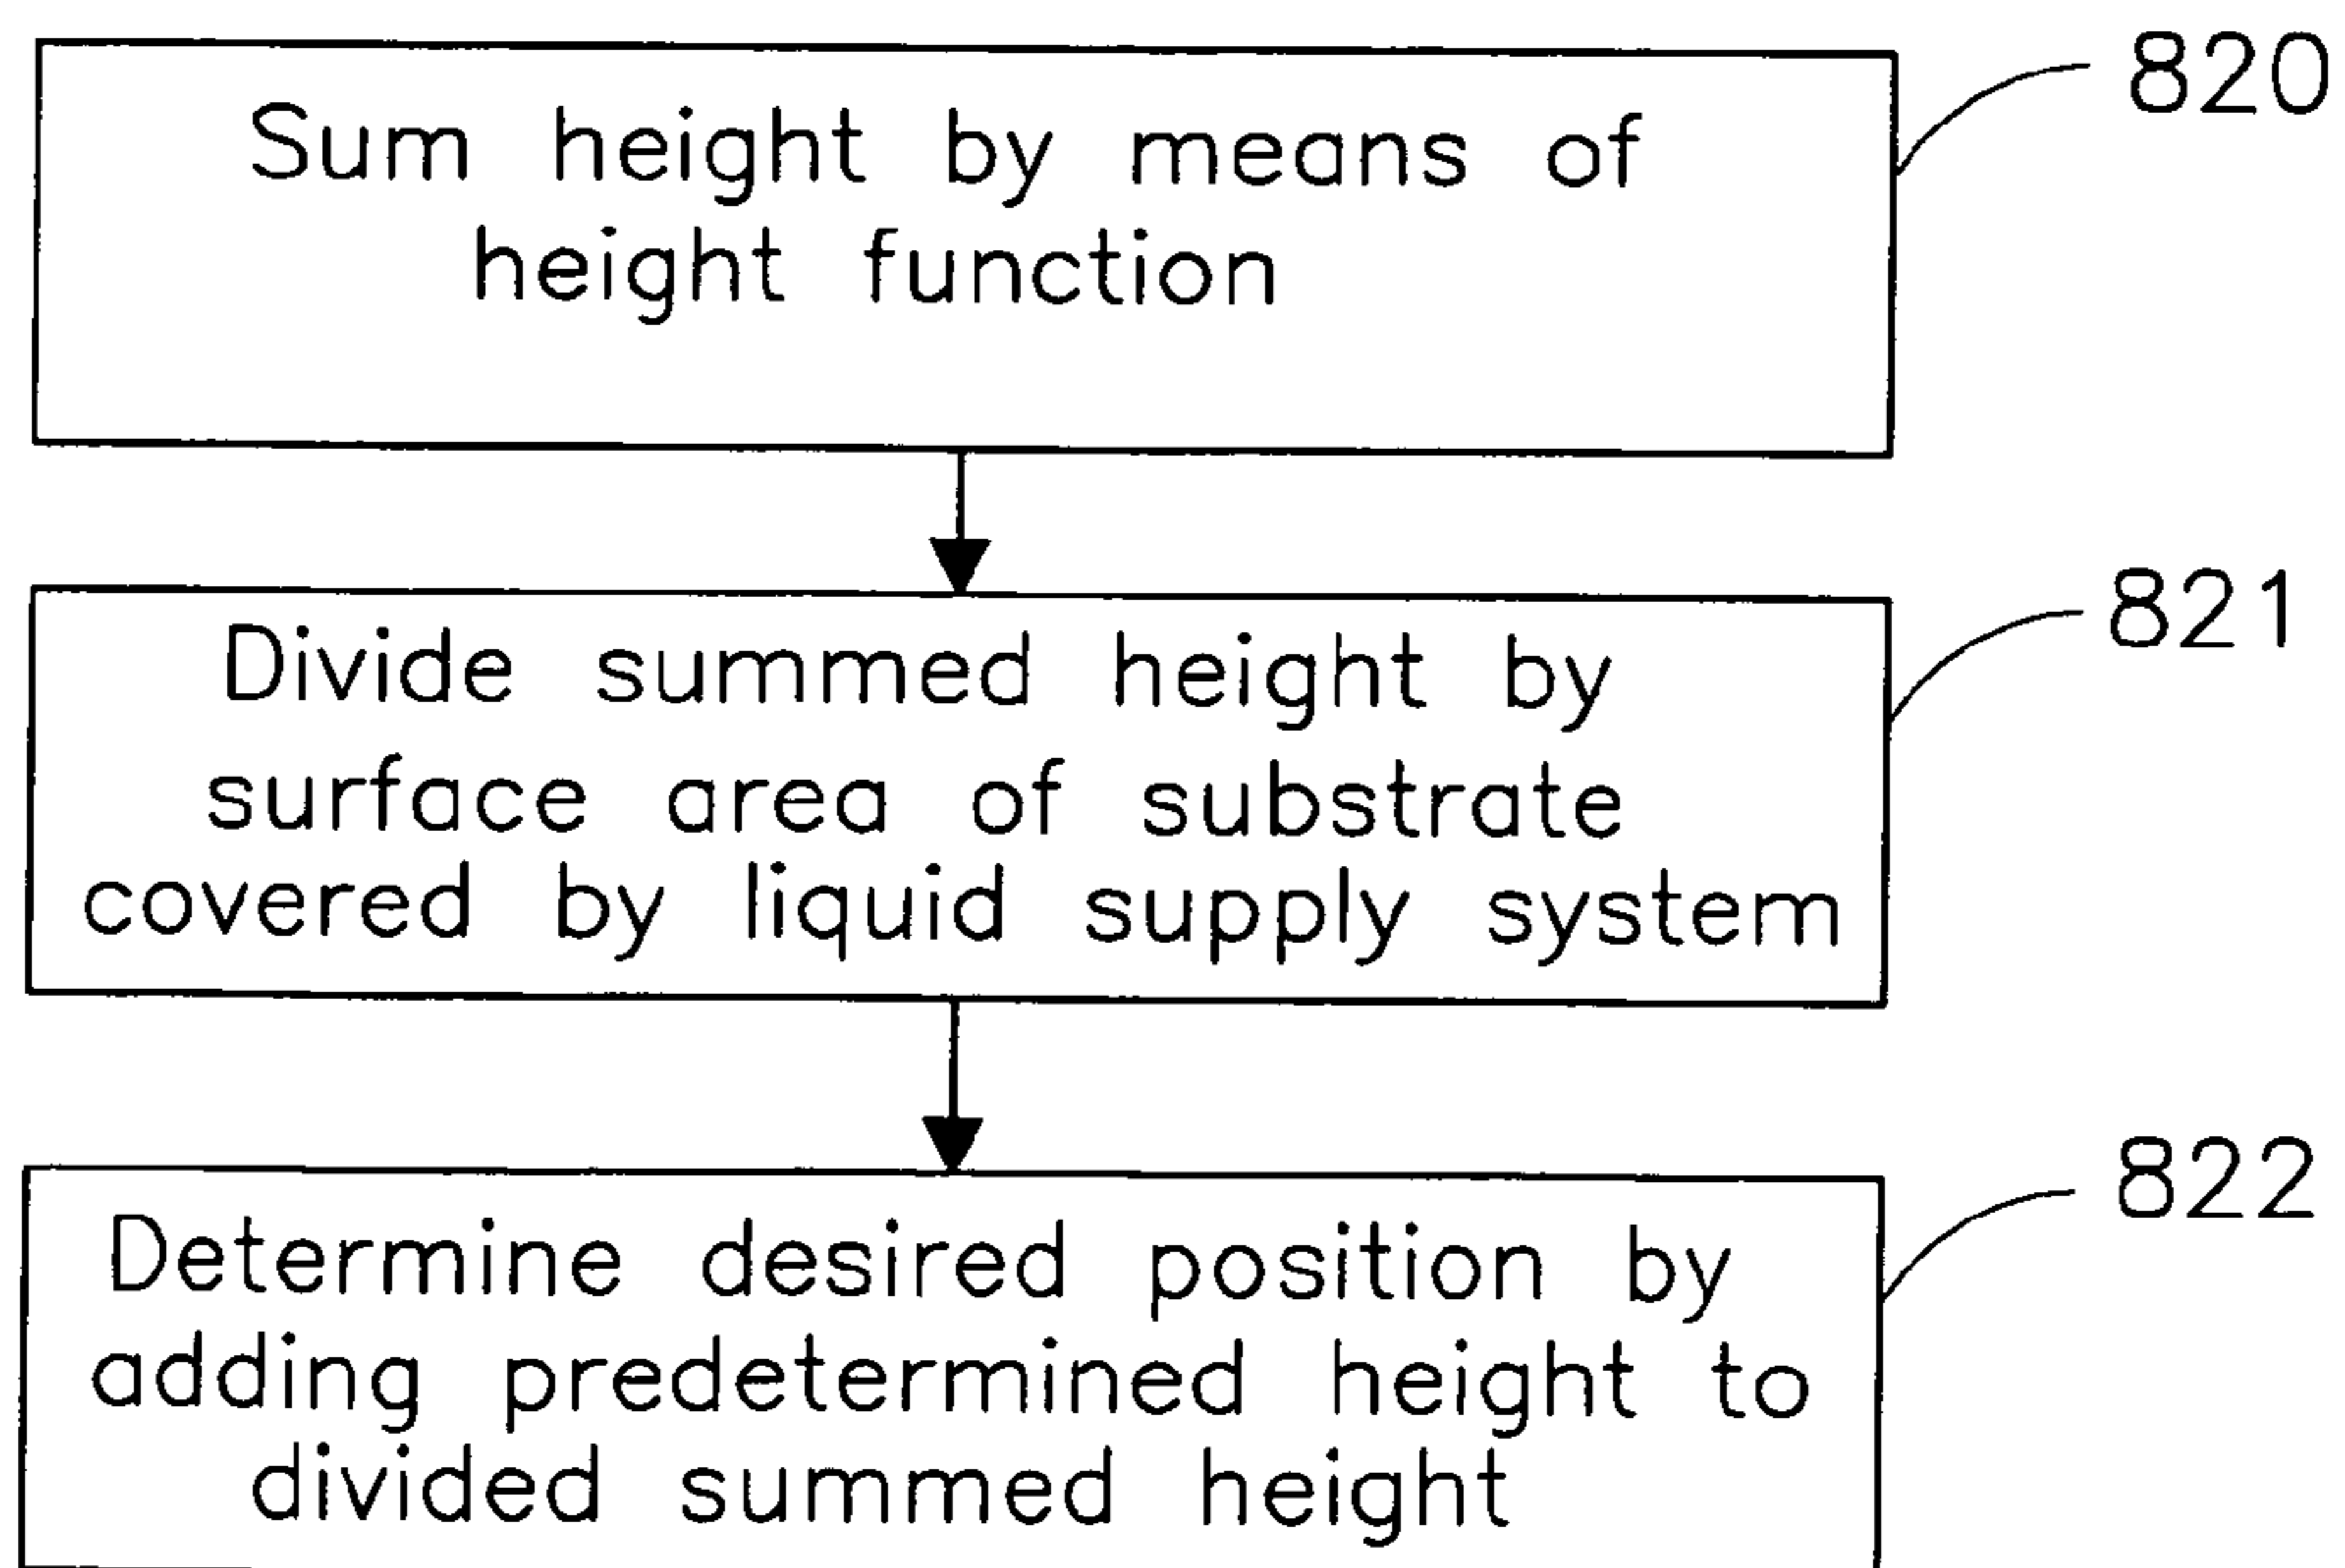 820
Sum height by means of
height function
821
Divide summed height by
surface area of substrate
covered by liquid supply system
822
Determine desired position by
adding predetermined height to
divided summed height